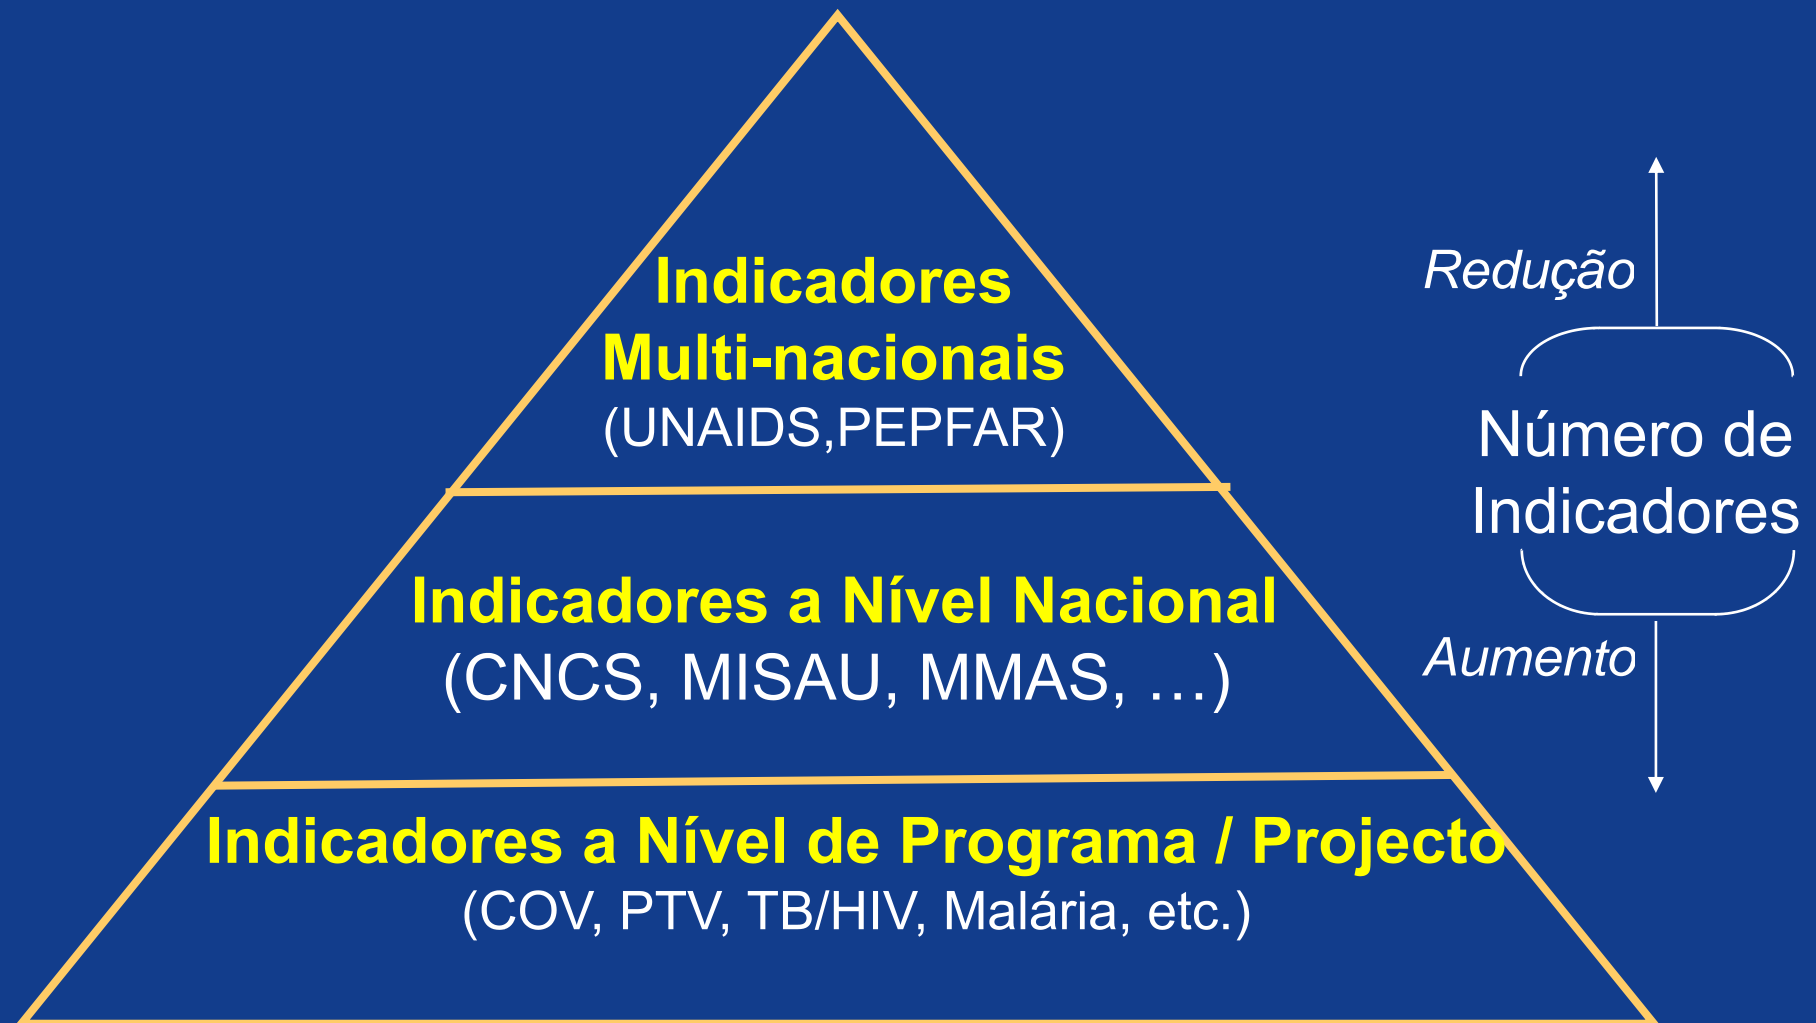 Indicadores
Multi-nacionais
(UNAIDS,PEPFAR)
Indicadores a Nível Nacional
(CNCS, MISAU, MMAS, …)
Indicadores a Nível de Programa / Projecto
(COV, PTV, TB/HIV, Malária, etc.)
Redução
Número de
Indicadores
Aumento